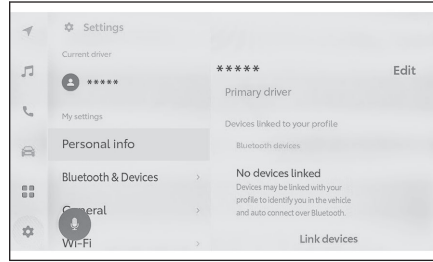 Settings
Current driver
*****
My settings
Personal info
Bluetooth & Devices
General
Wi-Fi
*****
Edit
Primary driver
Devices linked to your profile
Bluetooth devices
No devices linked
Devices may be linked with your
profile to identify you in the vehicle
and auto connect over Bluetooth.
Link devices